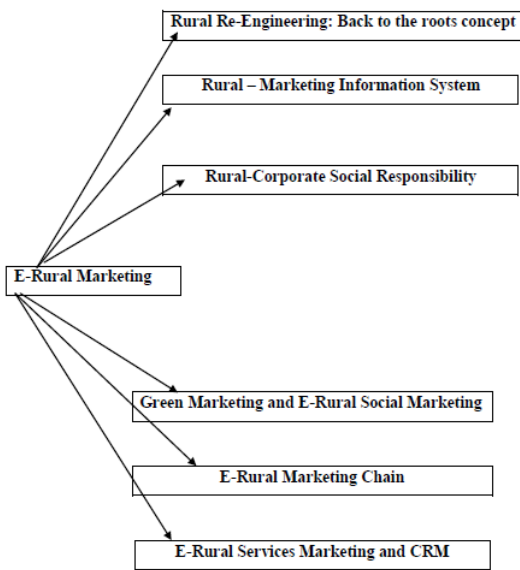 Rural Re-Engineering: Back to the roots concept
Rural – Marketing Information System
Rural-Corporate Social Responsibility
E-Rural Marketing
Green Marketing and E-Rural Social Marketing
E-Rural Marketing Chain
E-Rural Services Marketing and CRM